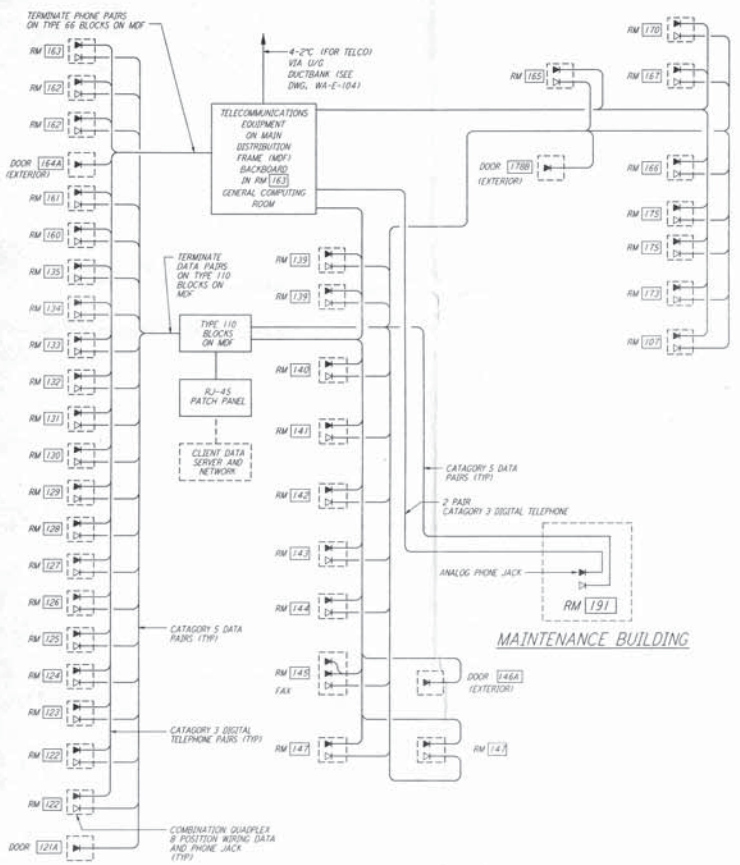 TERMINATE PHONE PAIRS
ON TYPE 66 BLOCKS ON MDF
RM 163
RM 162
RM 162
DOOR 164A
(EXTERIOR)
RM 161
RM 160
RM 135
RM 134
RM 133
RM 132
RM 131
RM 130
RM 129
RM 128
RM 127
RM 126
RM 125
RM 124
RM 123
RM 122
RM 122
DOOR 121A
4-2"C (FOR TELCO)
VIA U/G
DUCTBANK (SEE
DWG, WA-E-104)
TELECOMMUNICATIONS
EQUIPMENT
ON MAIN
DISTRIBUTION
FRAME (MDF)
BACKBOARD
IN RM 163
GENERAL COMPUTING
ROOM
TERMINATE
DATA PAIRS
ON TYPE 110
BLOCKS ON
MDF
TYPE 110
BLOCKS
ON MDF
RJ-45
PATCH PANEL
CLIENT DATA
SERVER AND
NETWORK
CATAGORY 5 DATA
PAIRS (TYP)
CATAGORY 3 DIGITAL
TELEPHONE PAIRS (TYP)
COMBINATION QUADPLEX
8 POSITION WIRING DATA
AND PHONE JACK
(TYP)
RM 139
RM 139
RM 140
RM 141
RM 142
RM 143
RM 144
RM 145
FAX
RM 147
DOOR 146A
(EXTERIOR)
RM 147
CATAGORY 5 DATA
PAIRS (TYP)
2 PAIR
CATAGORY 3 DIGITAL TELEPHONE
ANALOG PHONE JACK
RM 191
MAINTENANCE BUILDING
RM 165
DOOR 178B
(EXTERIOR)
RM 170
RM 167
RM 166
RM 175
RM 175
RM 173
RM 107